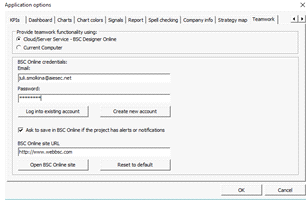 Application options
KPIs Dashboard Charts Chart colors Signals Report Spell checking Company info Strategy map Teamwork
Provide teamwork functionality using:
Cloud/Server Service - BSC Designer Online
Current Computer
BSC Online credentials:
Email:
juli.smolkina@aiesec.net
Password:
********
Log into existing account Create new account
Ask to save in BSC Online if the project has alerts or notifications
BSC Online site URL
http://www.webbsc.com
Open BSC Online site Reset to default
OK Cancel